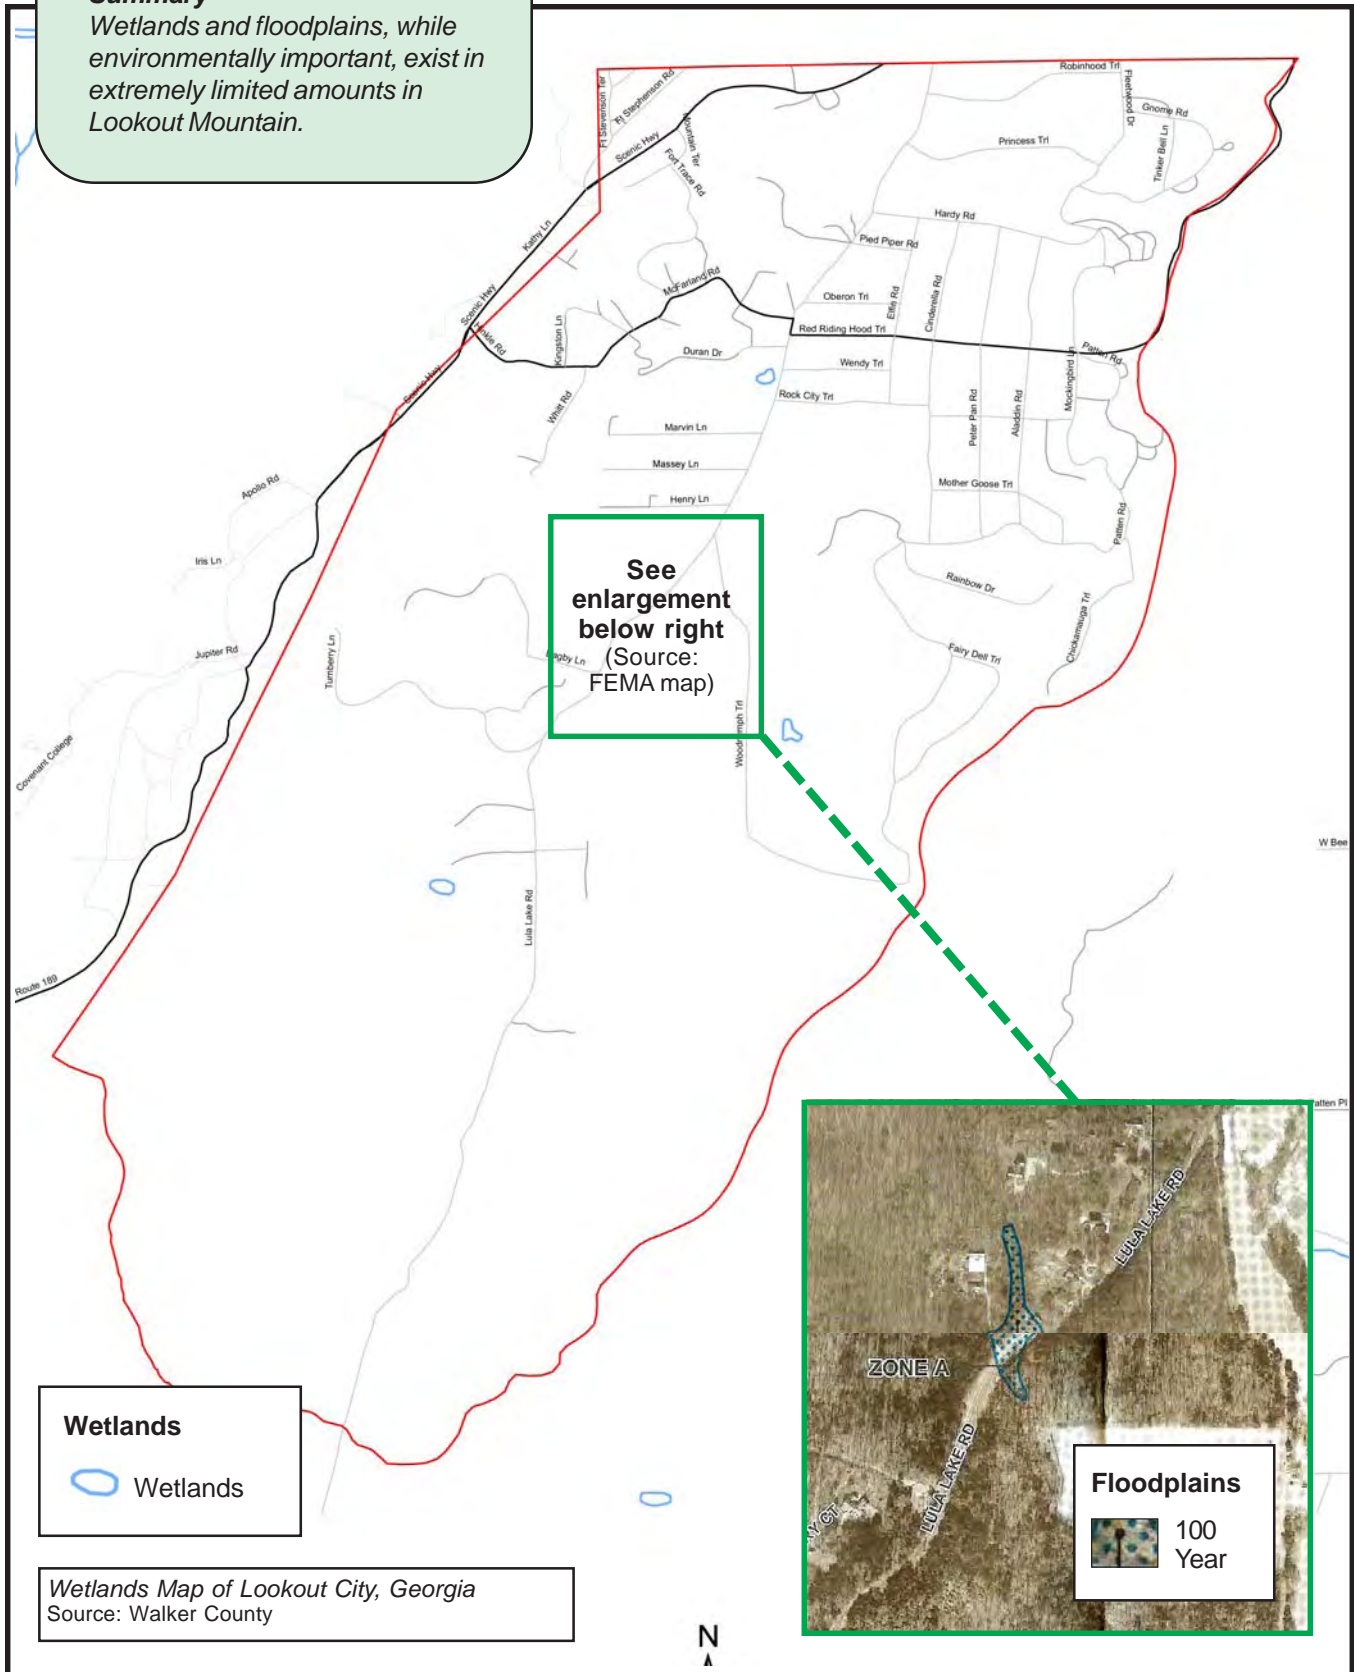 Summary
Wetlands and floodplains, while
environmentally important, exist in
extremely limited amounts in
Lookout Mountain.
Robinhood Trl
Ft Stevenson Ter
Ft Stephenson Rd
Fleetwood Dr
Gnome Rd
Scenic Hwy
Mountain Ter
Princess Trl
Tinker Bell Ln
Fort Trace Rd
Hardy Rd
Kathy Ln
Pied Piper Rd
McFarland Rd
Scenic Hwy
Oberon Trl
Elfin Rd
Cinderella Rd
Hinkle Rd
Kingston Ln
Red Riding Hood Trl
Duran Dr
Patten Rd
Wendy Trl
Mockingbird Ln
Scenic Hwy
Rock City Trl
Whitt Rd
Peter Pan Rd
Aladdin Rd
Marvin Ln
Massey Ln
Apollo Rd
Mother Goose Trl
Henry Ln
Patten Rd
Iris Ln
See
enlargement
below right
(Source:
FEMA map)
Rainbow Dr
Chickamauga Trl
Jupiter Rd
Turnberry Ln
Fairy Dell Trl
Covenant College
W Bee
Lula Lake Rd
Route 189
LULA LAKE RD
ZONE A
LULA LAKE RD
Wetlands
Wetlands
Floodplains
100
Year
Wetlands Map of Lookout City, Georgia
Source: Walker County
N